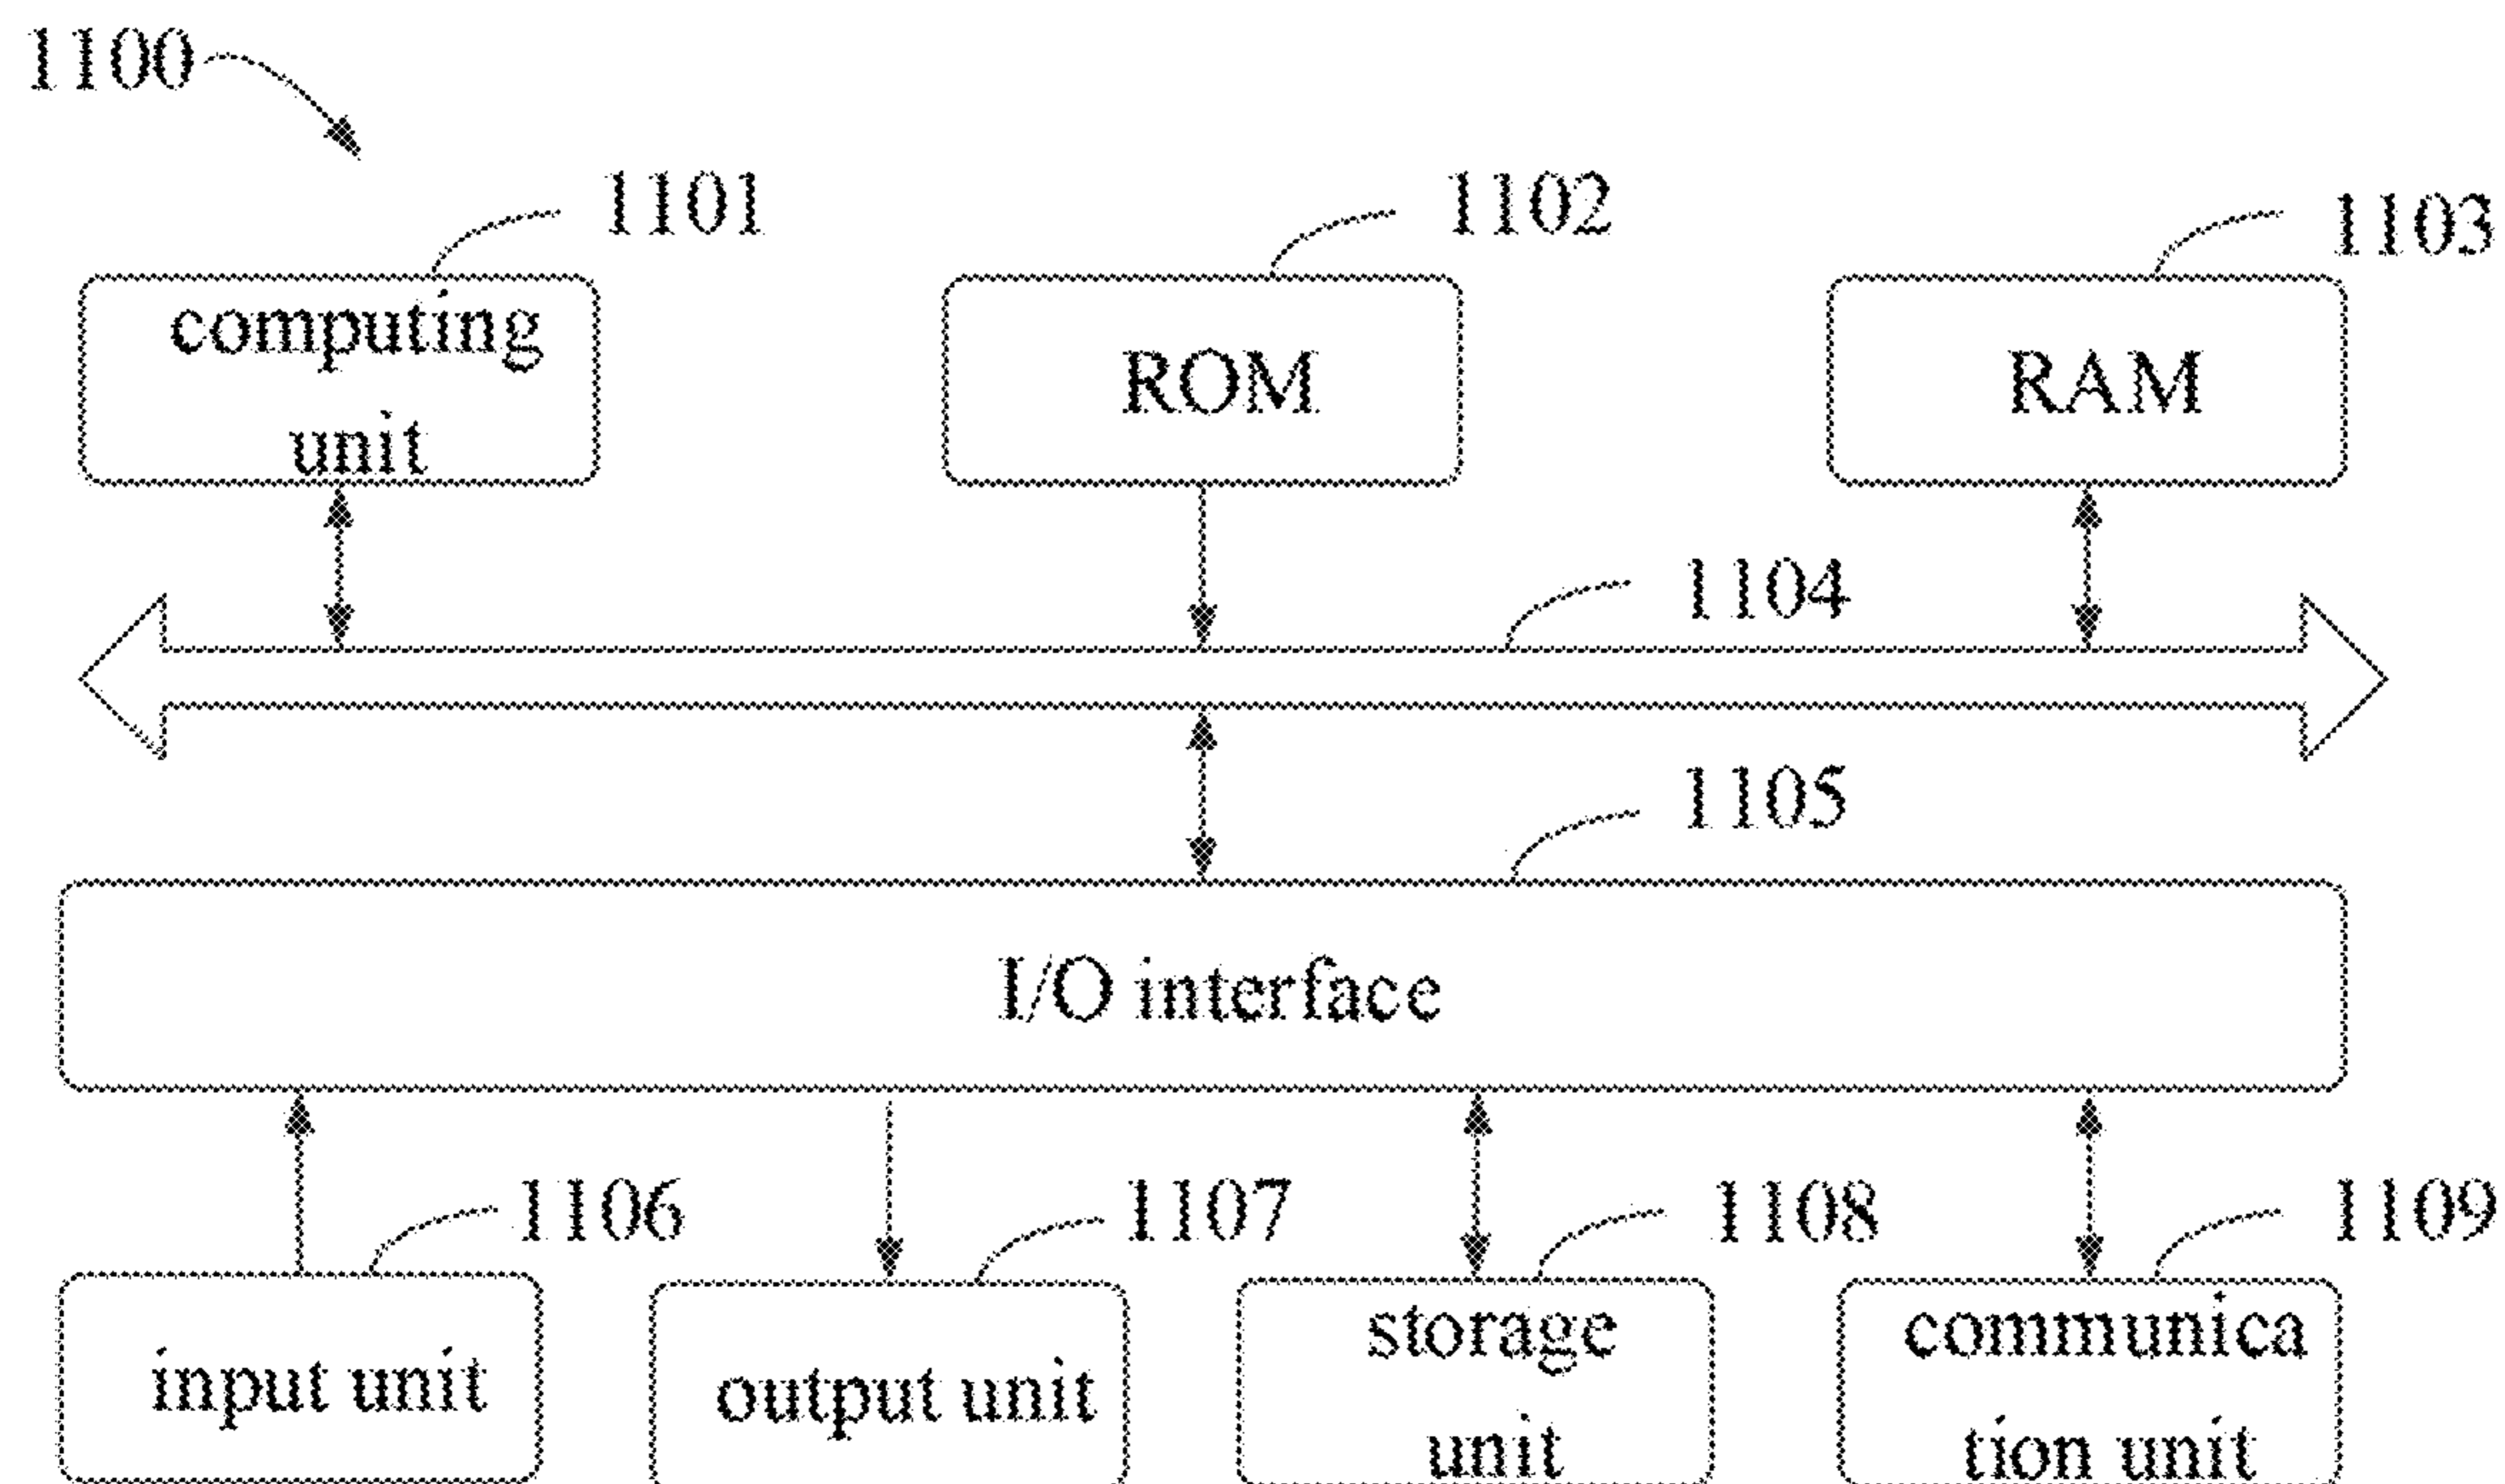 1100
1101
1102
1103
computing
unit
ROM
RAM
1104
1105
I/O interface
1106
1107
1108
1109
input unit
output unit
storage
unit
communica
tion unit